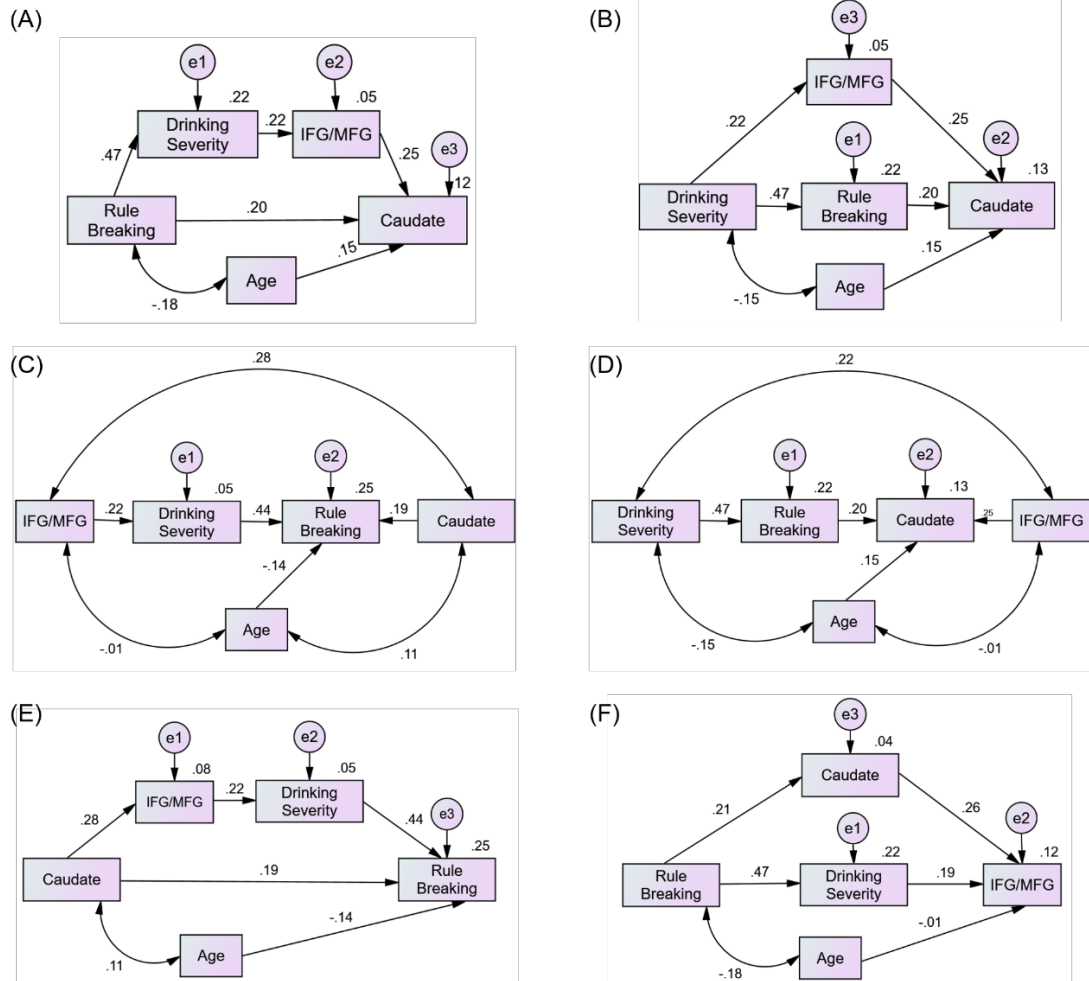 (A)
e1
e2
.22
.05
Drinking
Severity
.22
IFG/MFG
e3
.47
.25
.12
Rule
Breaking
.20
Caudate
.15
Age
-.18
(B)
e3
.05
IFG/MFG
.22
.25
e1
e2
.22
.13
Drinking
Severity
.47
Rule
Breaking
.20
Caudate
.15
Age
-.15
(C)
.28
e1
e2
.05
.25
IFG/MFG
.22
Drinking
Severity
.44
Rule
Breaking
.19
Caudate
-.14
Age
-.01
.11
(D)
.22
e1
e2
.22
.13
Drinking
Severity
.47
Rule
Breaking
.20
Caudate
.25
IFG/MFG
.15
Age
-.15
-.01
(E)
e1
e2
.08
.05
IFG/MFG
.22
Drinking
Severity
e3
.28
.44
.25
Caudate
.19
Rule
Breaking
-.14
Age
.11
(F)
e3
.04
Caudate
.21
.26
e1
e2
.22
.12
Rule
Breaking
.47
Drinking
Severity
.19
IFG/MFG
-.01
Age
-.18